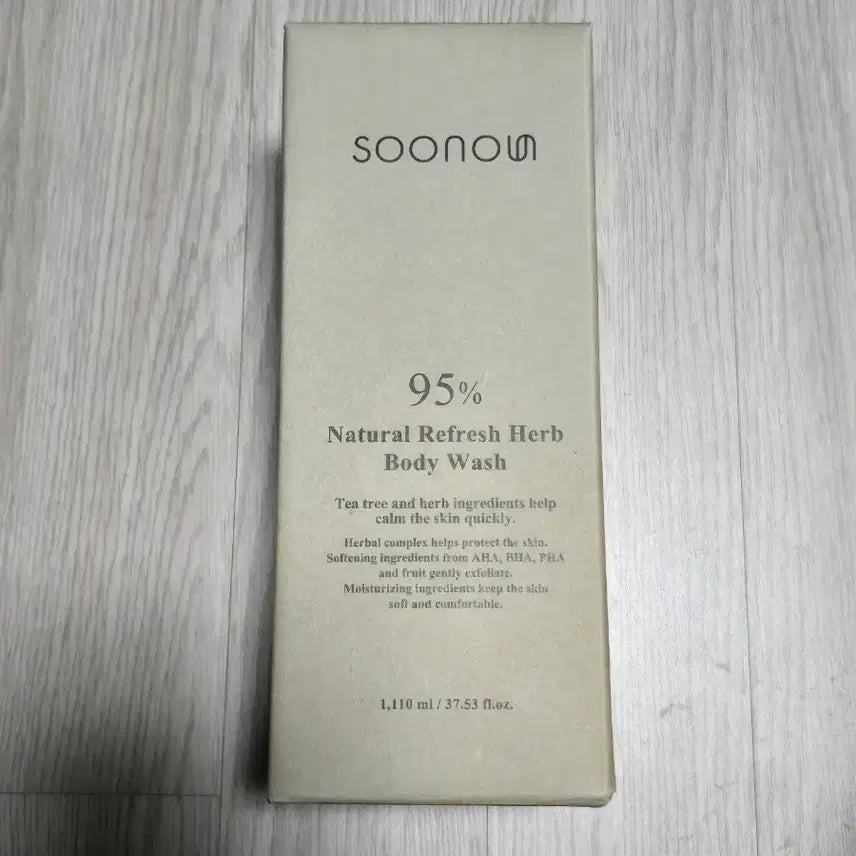 SOONOUN
95%
Natural Refresh Herb
Body Wash
Tea tree and herb ingredients help
calm the skin quickly.
Herbal complex helps protect the skin.
Softening ingredients from AHA, BHA, PHA
and fruit gently exfoliate.
Moisturizing ingredients keep the skin
soft and comfortable.
1,110 ml / 37.53 fl.oz.